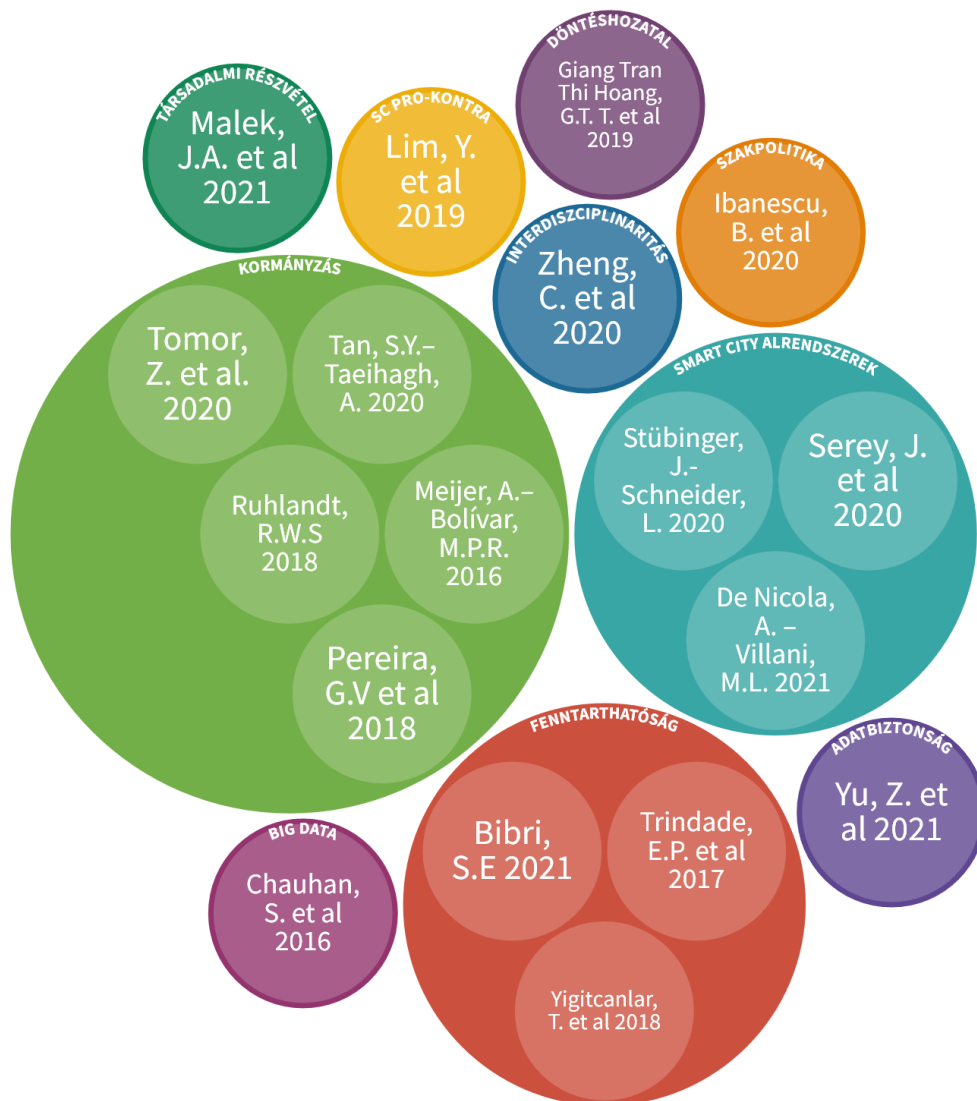 DÖNTÉSHOZATAL
Giang Tran
Thi Hoang,
G.T. T. et al
2019
TÁRSADALMI RÉSZVÉTEL
Malek,
J.A. et al
2021
SC PRO-KONTRA
Lim, Y.
et al
2019
SZAKPOLITIKA
Ibanescu,
B. et al
2020
INTERDISZCIPLINARITÁS
Zheng,
C. et al
2020
KORMÁNYZÁS
Tomor,
Z. et al.
2020
Tan, S.Y.–
Taeihagh,
A. 2020
Ruhlandt,
R.W.S
2018
Meijer, A.–
Bolívar,
M.P.R.
2016
Pereira,
G.V et al
2018
SMART CITY ALRENDSZEREK
Stübinger,
J.-
Schneider,
L. 2020
Serey, J.
et al
2020
De Nicola,
A. –
Villani,
M.L. 2021
FENNTARTHATÓSÁG
Bibri,
S.E 2021
Trindade,
E.P. et al
2017
Yigitcanlar,
T. et al 2018
ADATBIZTONSÁG
Yu, Z. et
al 2021
BIG DATA
Chauhan,
S. et al
2016